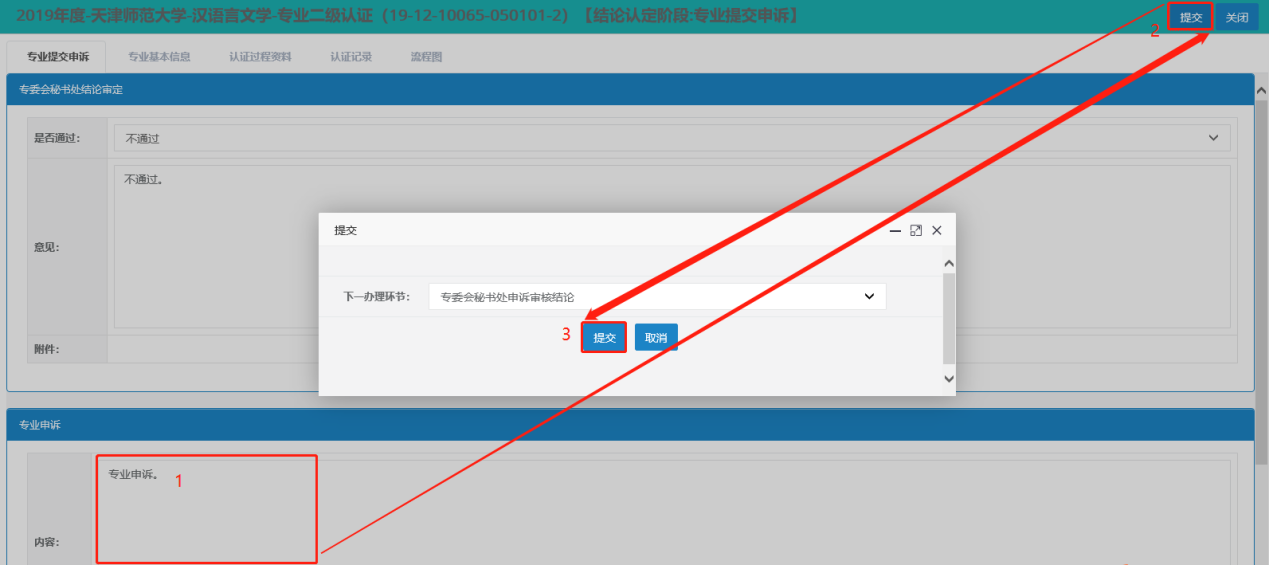 2019年度-天津师范大学-汉语言文学-专业二级认证（19-12-10065-050101-2）【结论认定阶段:专业提交申诉】
提交 关闭
2
专业提交申诉 专业基本信息 认证过程资料 认证记录 流程图
专委会秘书处结论审定
是否通过: 不通过
不通过。
意见:
提交
下一办理环节: 专委会秘书处申诉审核结论
3 提交 取消
附件:
专业申诉
专业申诉。 1
内容: